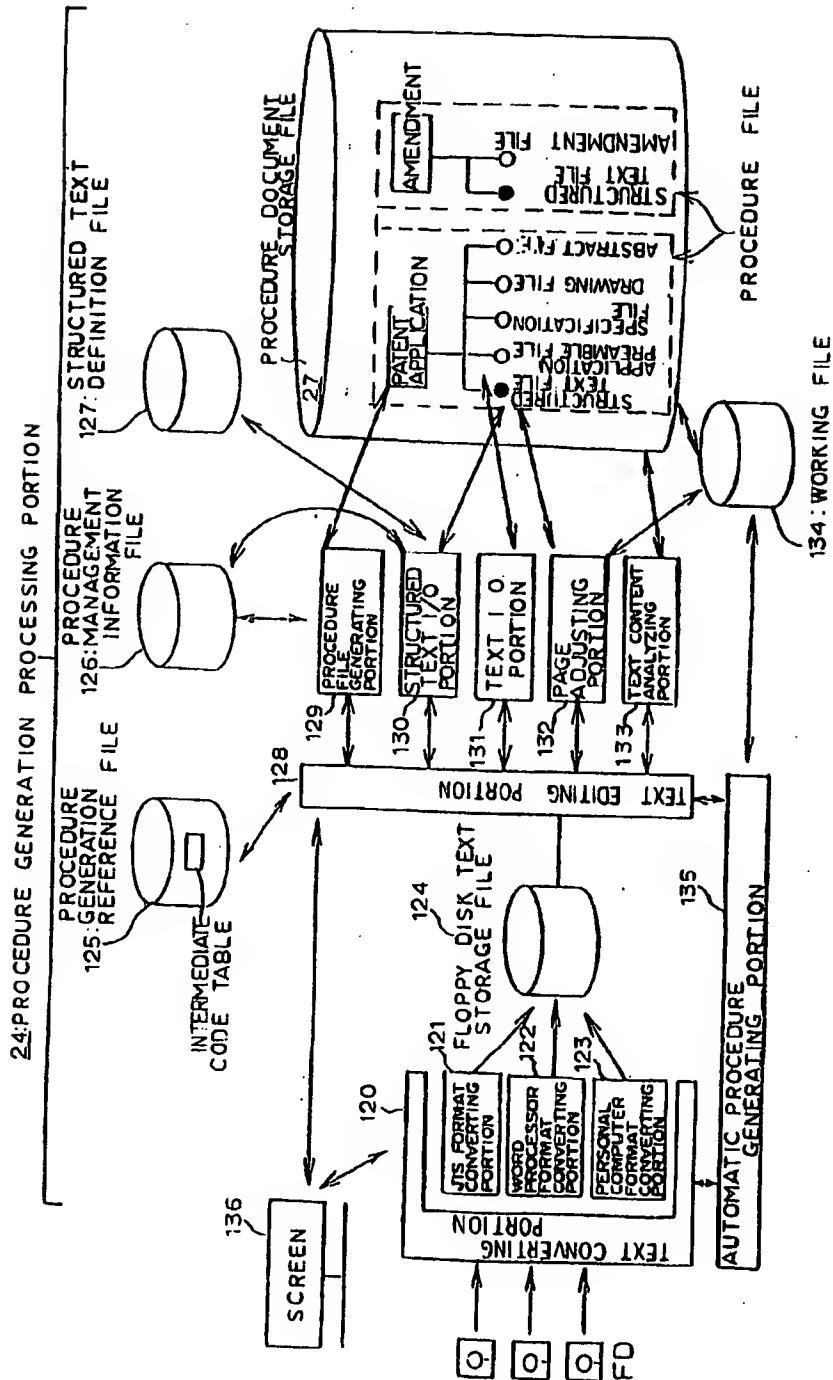 24:PROCEDURE GENERATION PROCESSING PORTION
PROCEDURE
125:GENERATION
REFERENCE FILE
INTERMEDIATE
CODE TABLE
PROCEDURE
126:MANAGEMENT
INFORMATION
FILE
127: STRUCTURED TEXT
DEFINITION FILE
136
SCREEN
FD
120
TEXT CONVERTING
PORTION
121
JIS FORMAT
CONVERTING
PORTION
122
WORD
PROCESSOR
FORMAT
CONVERTING
PORTION
123
PERSONAL
COMPUTER
FORMAT
CONVERTING
PORTION
124
FLOPPY DISK TEXT
STORAGE FILE
128
TEXT EDITING PORTION
129
PROCEDURE
FILE
GENERATING
PORTION
130
STRUCTURED
TEXT I/O
PORTION
131
TEXT I O.
PORTION
132
PAGE
ADJUSTING
PORTION
133
TEXT CONTENT
ANALYZING
PORTION
AUTOMATIC PROCEDURE
GENERATING PORTION
135
134:WORKING FILE
PROCEDURE DOCUMENT
STORAGE FILE
27
PATENT
APPLICATION
STRUCTURED
TEXT FILE
APPLICATION
PREAMBLE FILE
SPECIFICATION
FILE
DRAWING FILE
ABSTRACT FILE
AMENDMENT
STRUCTURED
TEXT FILE
AMENDMENT FILE
PROCEDURE FILE